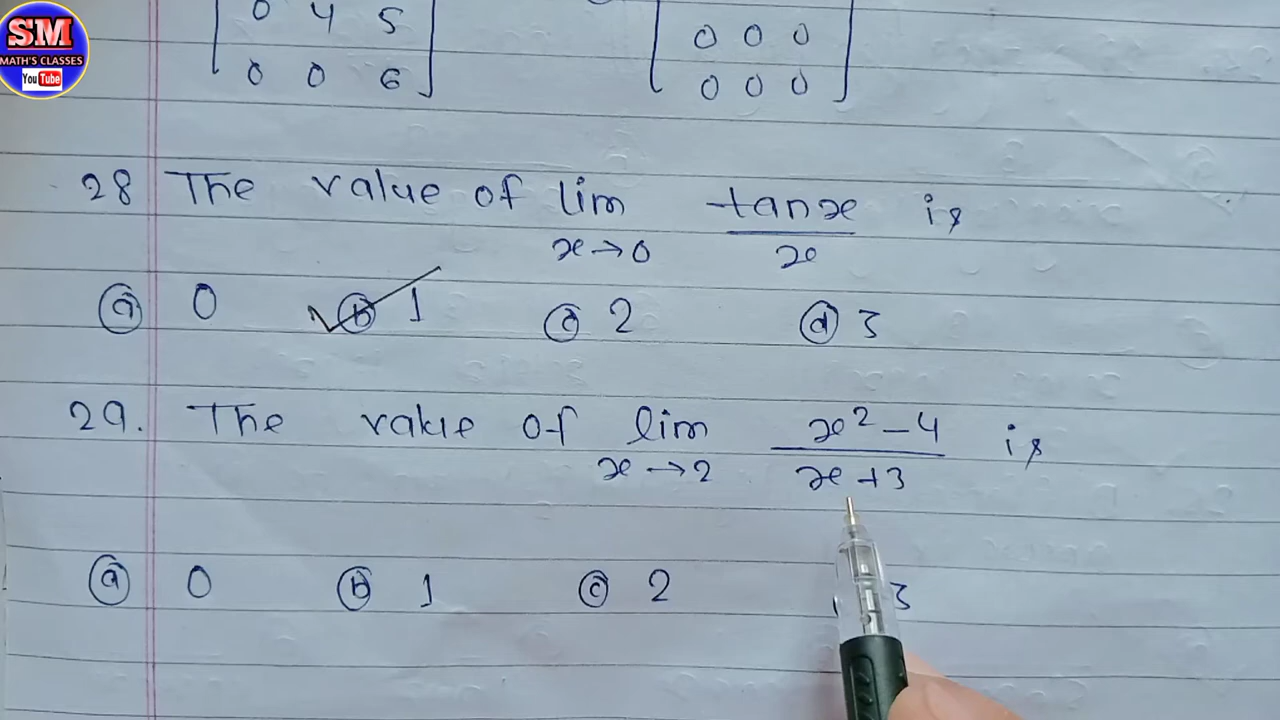 SM
MATH'S CLASSES
YouTube
0 4 5
0 0 6
0 0 0
0 0 0
28 The value of lim x→0 tanx/x is
(a) 0 (b) 1 (c) 2 (d) 3
29. The value of lim x→2 x²-4/x+3 is
(a) 0 (b) 1 (c) 2 3